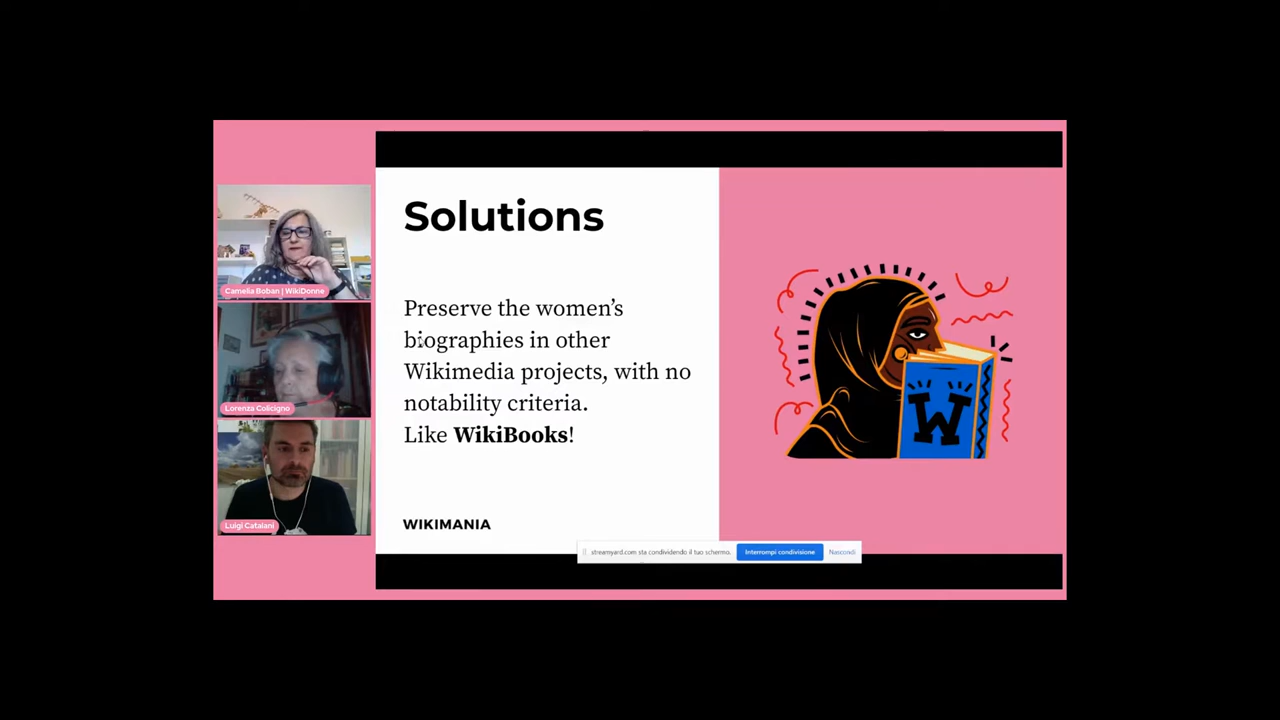 Camelia Boban | WikiDonne
Lorenza Colicigno
Luigi Catalani
Solutions
Preserve the women's
biographies in other
Wikimedia projects, with no
notability criteria.
Like WikiBooks!
WIKIMANIA
W
streamyard.com sta condividendo il tuo schermo.
Interrompi condivisione
Nascondi